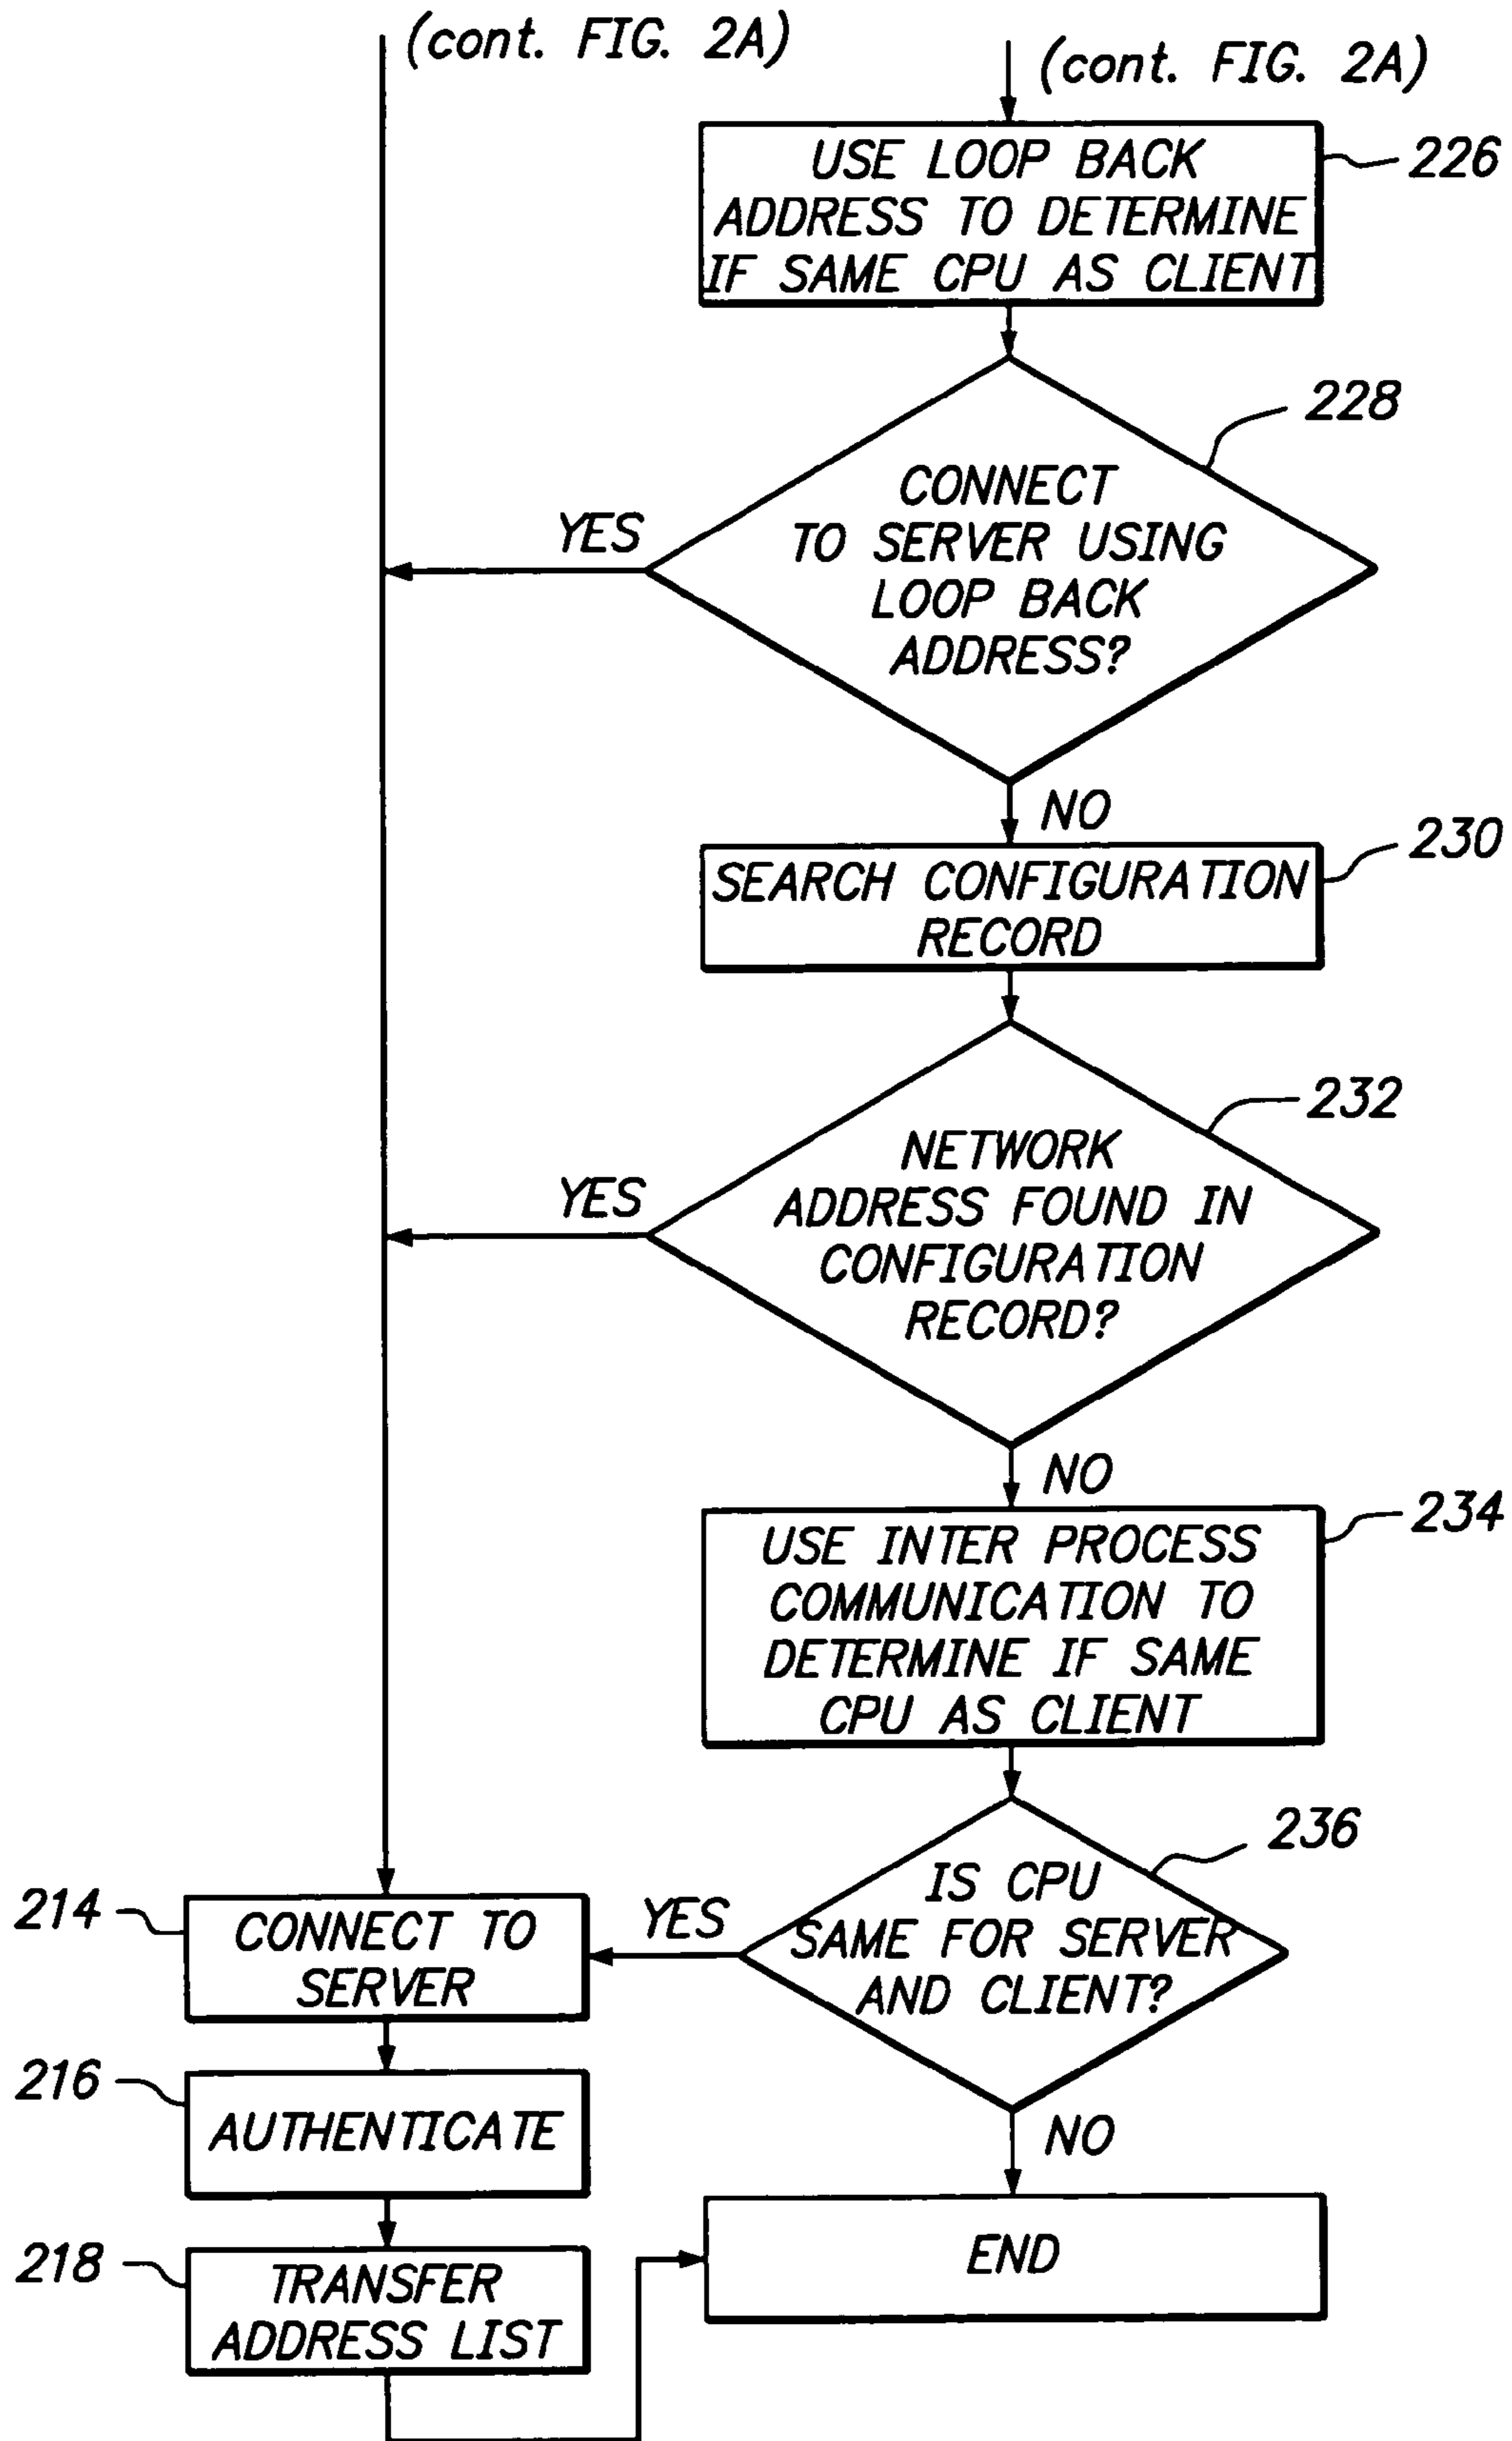 (cont. FIG. 2A)
(cont. FIG. 2A)
USE LOOP BACK
ADDRESS TO DETERMINE
IF SAME CPU AS CLIENT
226
228
CONNECT
TO SERVER USING
LOOP BACK
ADDRESS?
YES
NO
SEARCH CONFIGURATION
RECORD
230
232
NETWORK
ADDRESS FOUND IN
CONFIGURATION
RECORD?
YES
NO
USE INTER PROCESS
COMMUNICATION TO
DETERMINE IF SAME
CPU AS CLIENT
234
236
IS CPU
SAME FOR SERVER
AND CLIENT?
YES
214
CONNECT TO
SERVER
216
AUTHENTICATE
NO
218
TRANSFER
ADDRESS LIST
END